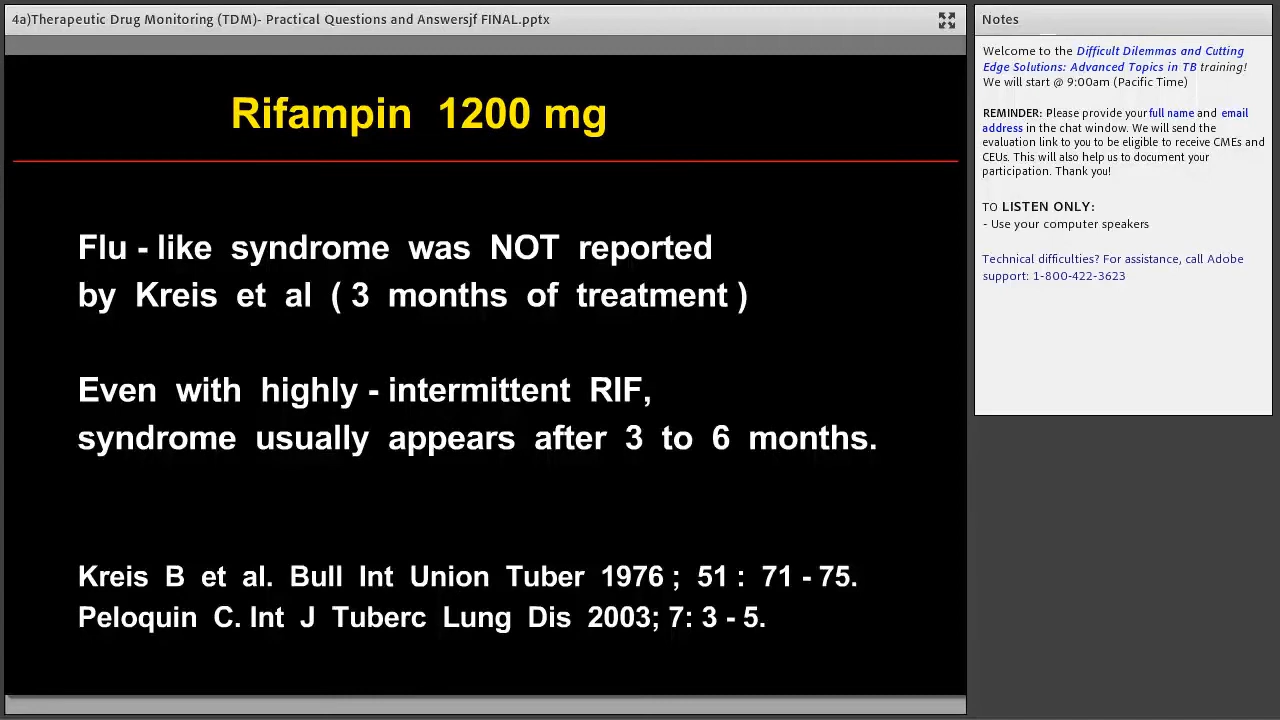 4a)Therapeutic Drug Monitoring (TDM)- Practical Questions and Answersjf FINAL.pptx
Rifampin 1200 mg
Flu - like syndrome was NOT reported
by Kreis et al ( 3 months of treatment )
Even with highly - intermittent RIF,
syndrome usually appears after 3 to 6 months.
Kreis B et al. Bull Int Union Tuber 1976 ; 51 : 71 - 75.
Peloquin C. Int J Tuberc Lung Dis 2003; 7: 3 - 5.
Notes
Welcome to the Difficult Dilemmas and Cutting
Edge Solutions: Advanced Topics in TB training!
We will start @ 9:00am (Pacific Time)
REMINDER: Please provide your full name and email
address in the chat window. We will send the
evaluation link to you to be eligible to receive CMEs and
CEUs. This will also help us to document your
participation. Thank you!
TO LISTEN ONLY:
- Use your computer speakers
Technical difficulties? For assistance, call Adobe
support: 1-800-422-3623